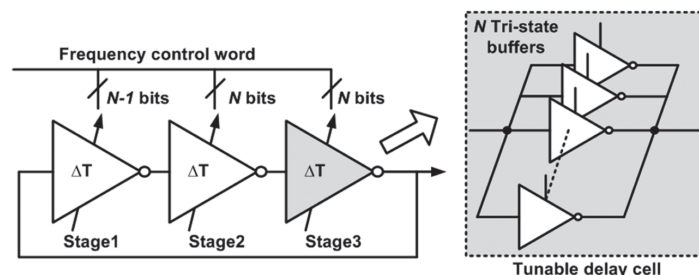 Frequency control word
N-1 bits
N bits
N bits
ΔT
ΔT
ΔT
Stage1
Stage2
Stage3
N Tri-state
buffers
Tunable delay cell